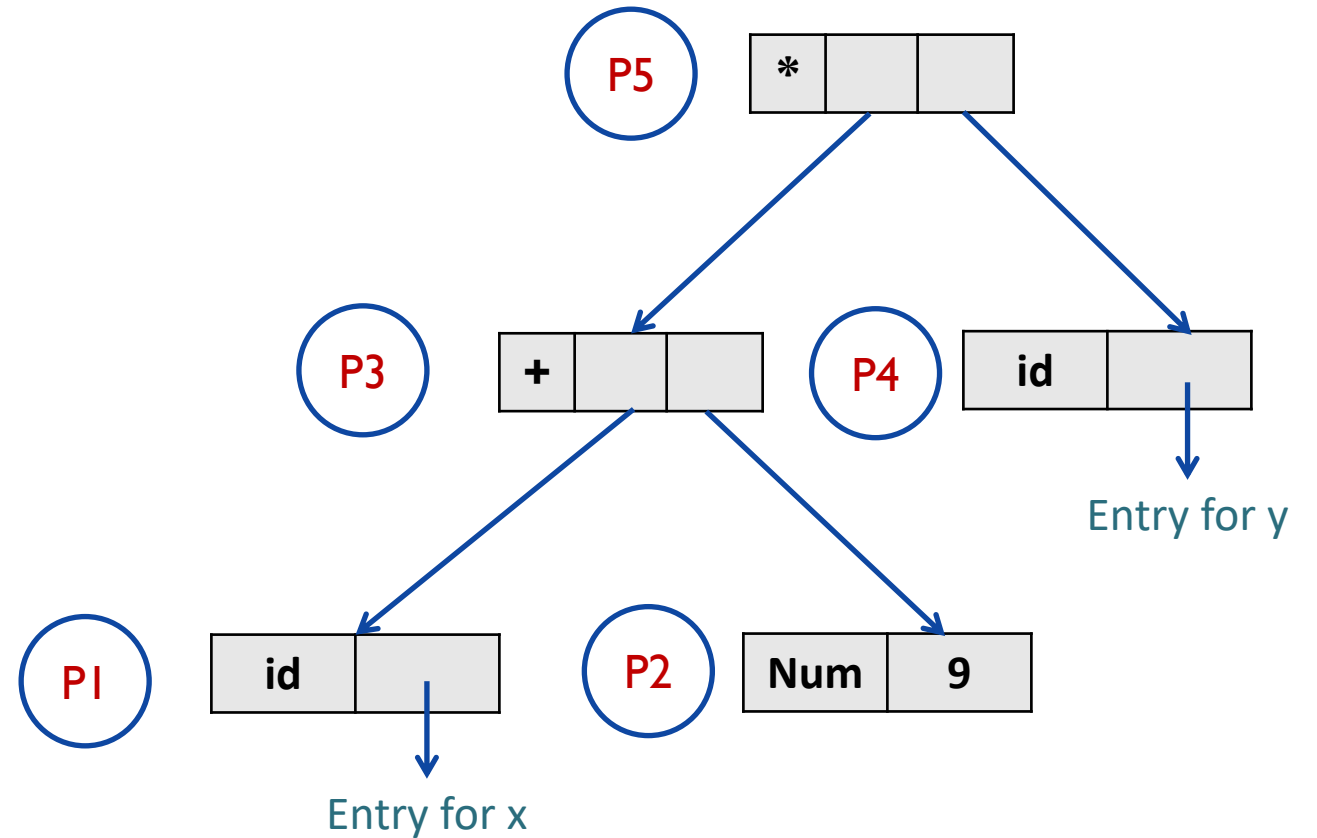 P5
*
P3
+
P4
id
Entry for y
P1
id
P2
Num 9
Entry for x